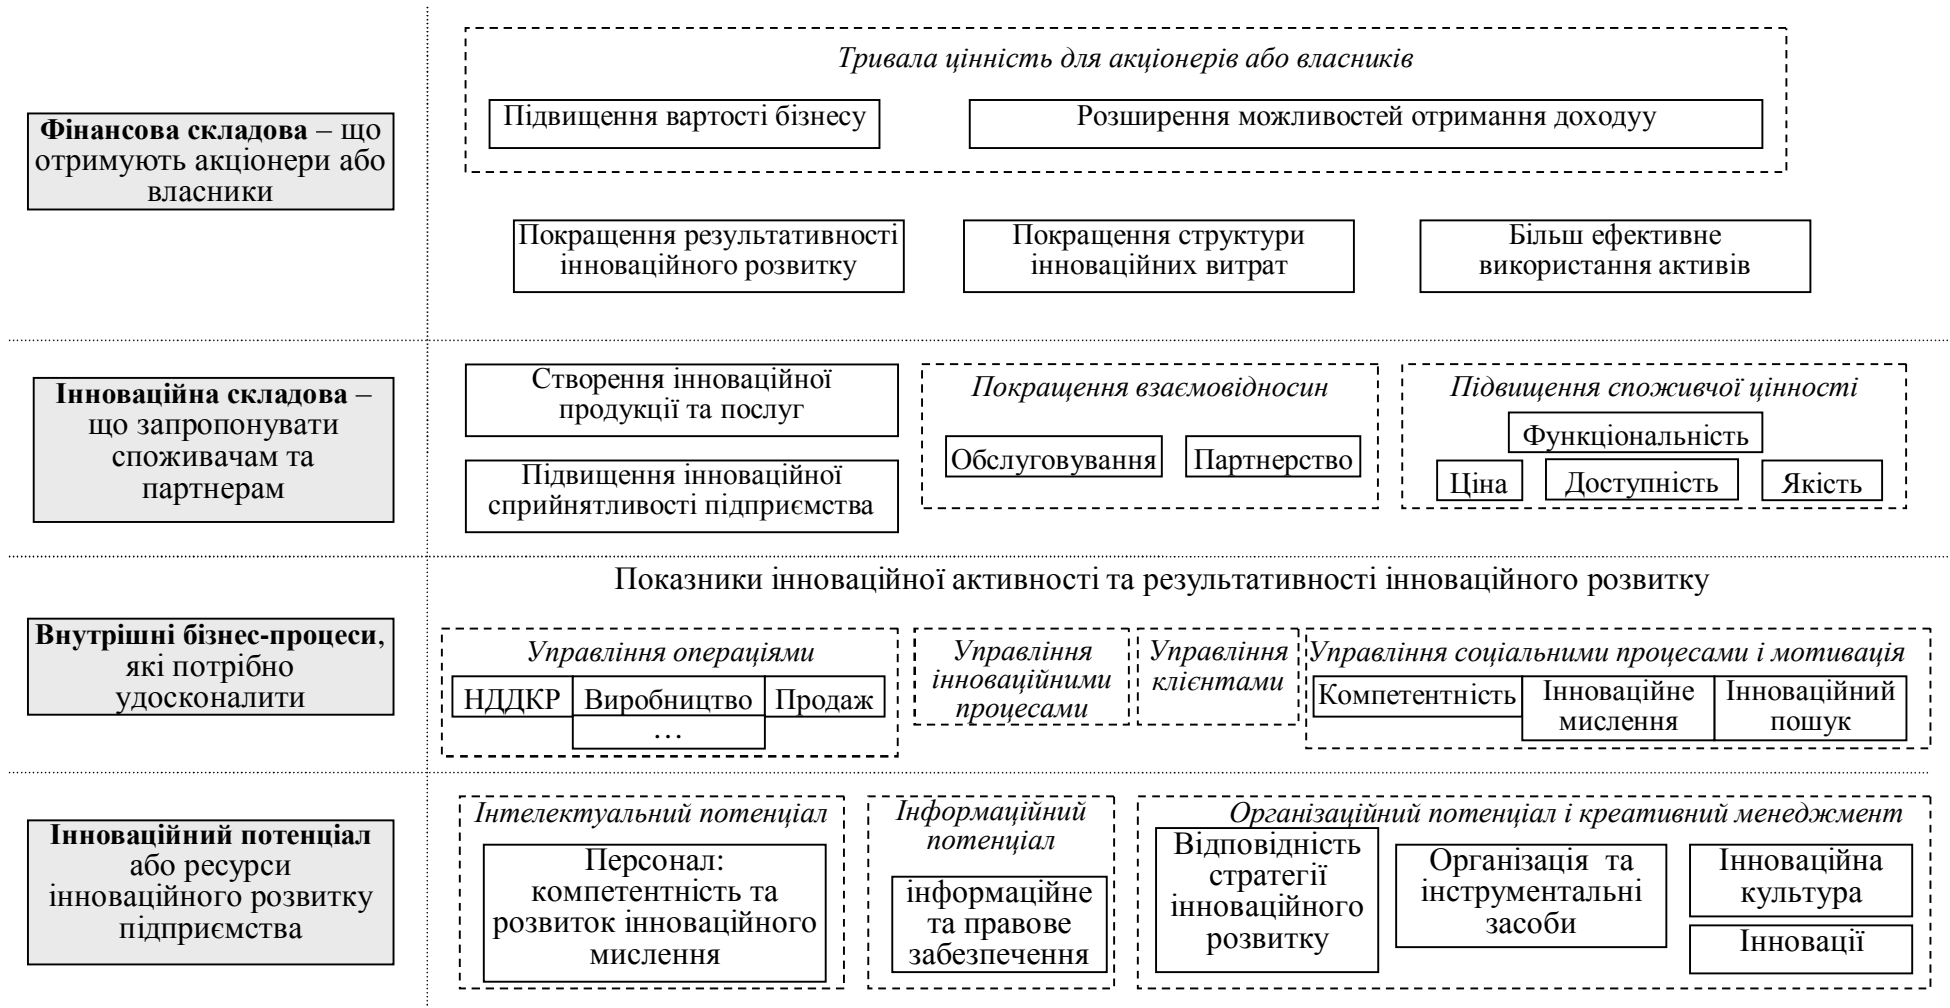 Фінансова складова – що
отримують акціонери або
власники
Тривала цінність для акціонерів або власників
Підвищення вартості бізнесу
Розширення можливостей отримання доходуу
Покращення результативності
інноваційного розвитку
Покращення структури
інноваційних витрат
Більш ефективне
використання активів
Інноваційна складова –
що запропонувати
споживачам та
партнерам
Створення інноваційної
продукції та послуг
Підвищення інноваційної
сприйнятливості підприємства
Покращення взаємовідносин
Обслуговування
Партнерство
Підвищення споживчої цінності
Функціональність
Ціна
Доступність
Якість
Внутрішні бізнес-процеси,
які потрібно
удосконалити
Показники інноваційної активності та результативності інноваційного розвитку
Управління операціями
НДДКР
Виробництво
Продаж
…
Управління
інноваційними
процесами
Управління
клієнтами
Управління соціальними процесами і мотивація
Компетентність
Інноваційне
мислення
Інноваційний
пошук
Інноваційний потенціал
або ресурси
інноваційного розвитку
підприємства
Інтелектуальний потенціал
Персонал:
компетентність та
розвиток інноваційного
мислення
Інформаційний
потенціал
інформаційне
та правове
забезпечення
Організаційний потенціал і креативний менеджмент
Відповідність
стратегії
інноваційного
розвитку
Організація та
інструментальні
засоби
Інноваційна
культура
Інновації